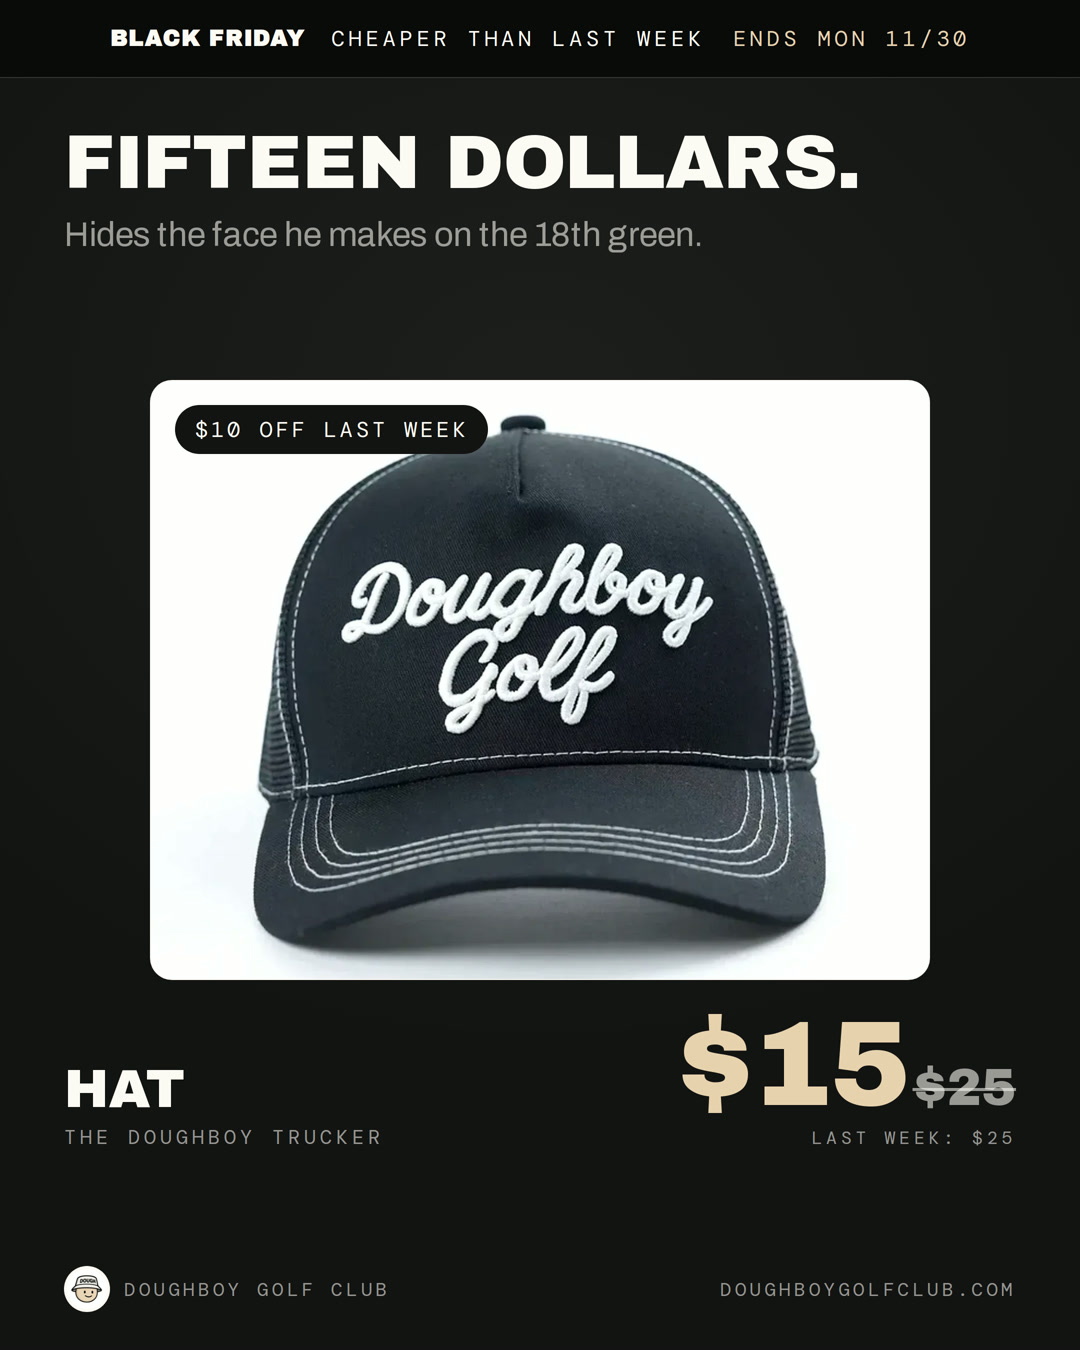 BLACK FRIDAY CHEAPER THAN LAST WEEK ENDS MON 11/30
FIFTEEN DOLLARS.
Hides the face he makes on the 18th green.
$10 OFF LAST WEEK
Doughboy
Golf
HAT
THE DOUGHBOY TRUCKER
$15 $25
LAST WEEK: $25
DOUGH
DOUGHBOY GOLF CLUB
DOUGHBOYGOLFCLUB.COM